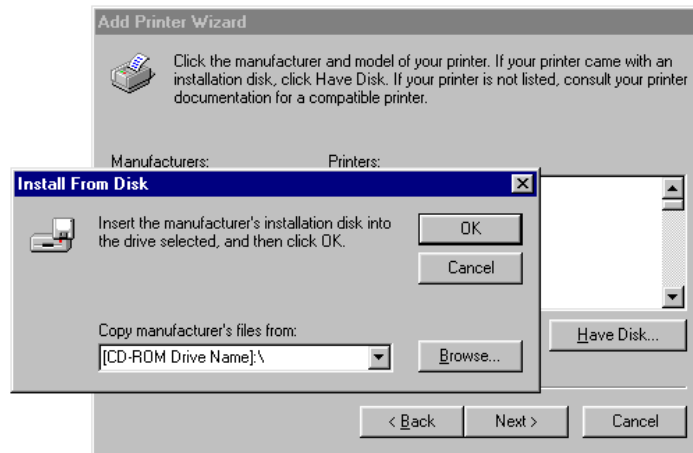 Add Printer Wizard
Click the manufacturer and model of your printer. If your printer came with an
installation disk, click Have Disk. If your printer is not listed, consult your printer
documentation for a compatible printer.
Manufacturers:
Printers:
Install From Disk
Insert the manufacturer's installation disk into
the drive selected, and then click OK.
OK
Cancel
Copy manufacturer's files from:
[CD-ROM Drive Name]:\
Browse...
Have Disk...
< Back
Next >
Cancel